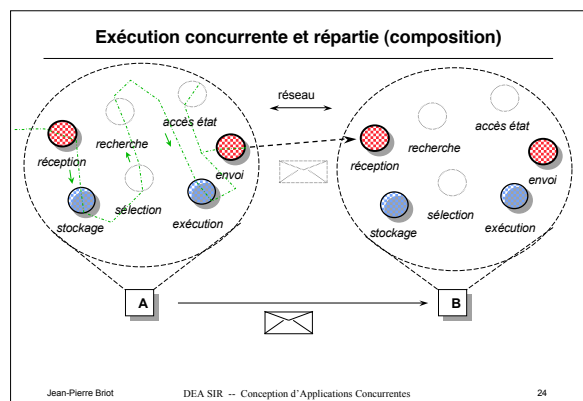 Exécution concurrente et répartie (composition)
réseau
accès état
recherche
réception
envoi
sélection
stockage
exécution
accès état
recherche
réception
envoi
sélection
stockage
exécution
A
B
Jean-Pierre Briot
DEA SIR -- Conception d'Applications Concurrentes
24